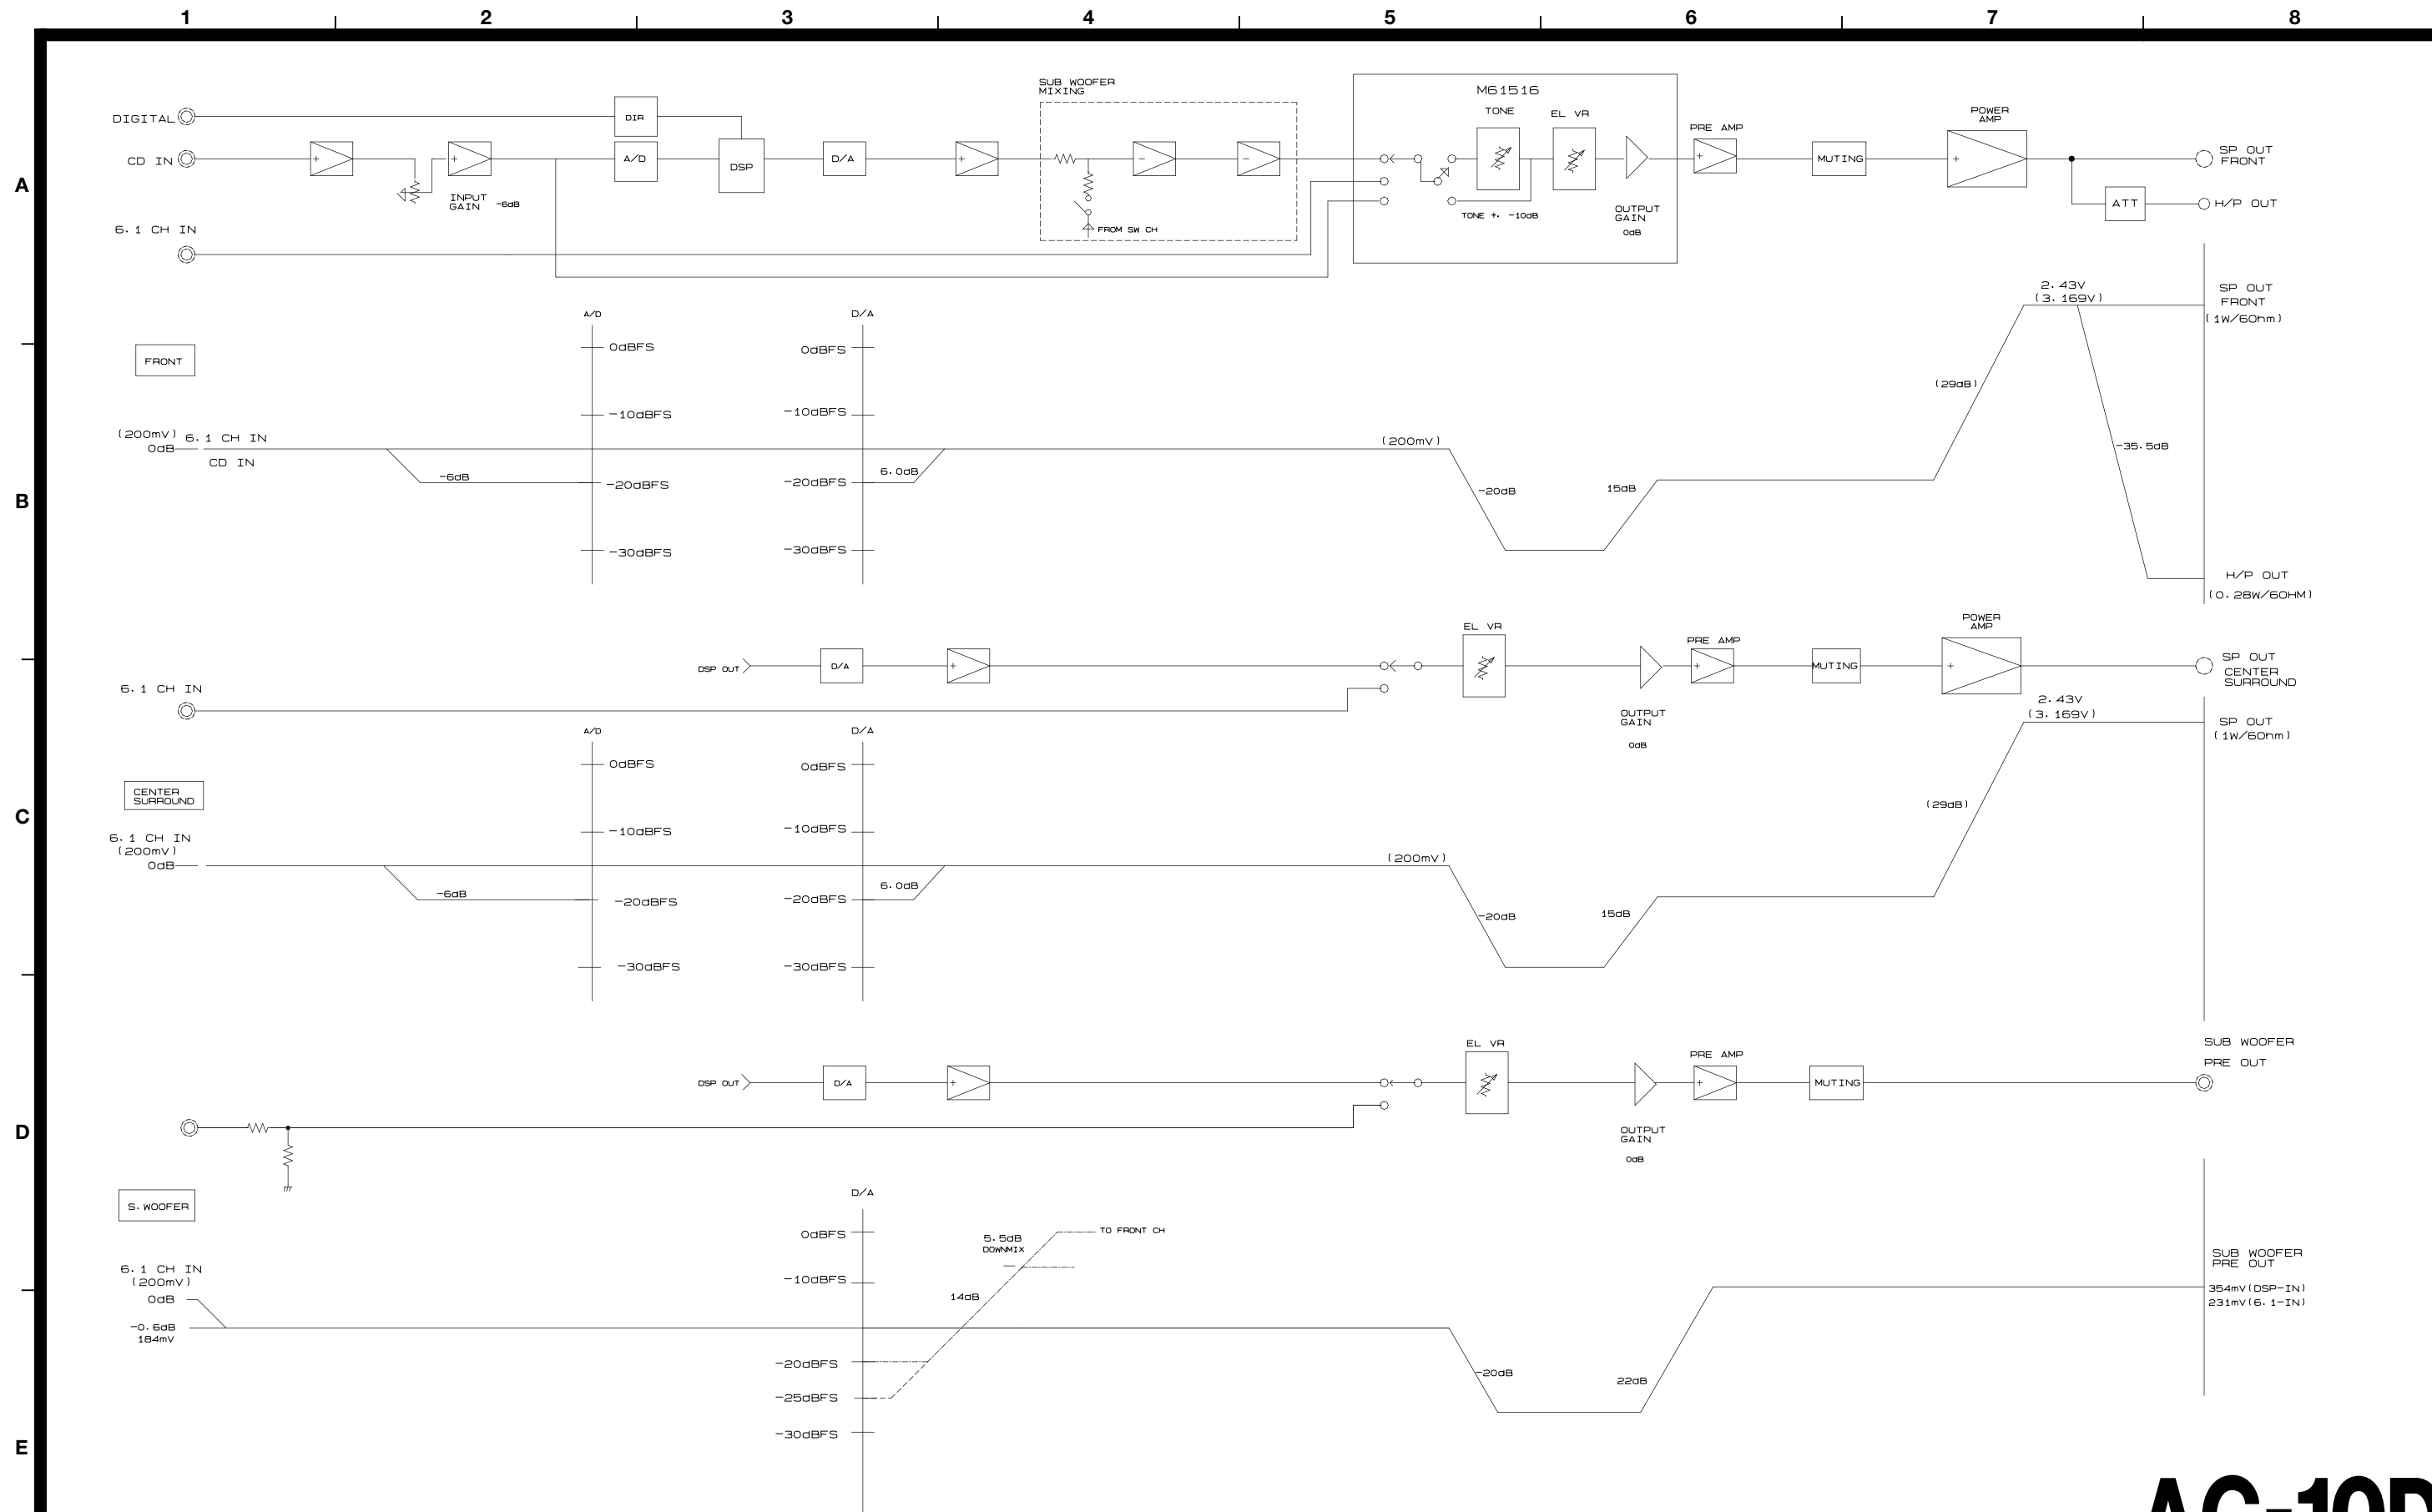 1 2 3 4 5 6 7 8
SUB WOOFER
MIXING
M61516
DIGITAL
DIR
TONE
EL VR
PRE AMP
POWER
AMP
CD IN
A/D
DSP
D/A
MUTING
SP OUT
FRONT
A
INPUT
GAIN -6dB
TONE +. -10dB
OUTPUT
GAIN
0dB
ATT
H/P OUT
6.1 CH IN
FROM SW CH
2.43V
(3.169V)
SP OUT
FRONT
(1W/6Ohm)
A/D
D/A
FRONT
0dBFS
0dBFS
(29dB)
-10dBFS
-10dBFS
(200mV)
0dB
6.1 CH IN
CD IN
(200mV)
-35.5dB
-6dB
-20dBFS
-20dBFS
6.0dB
-20dB
15dB
B
-30dBFS
-30dBFS
H/P OUT
(0.28W/6OHM)
EL VR
PRE AMP
POWER
AMP
DSP OUT
D/A
MUTING
SP OUT
CENTER
SURROUND
6.1 CH IN
OUTPUT
GAIN
0dB
2.43V
(3.169V)
SP OUT
(1W/6Ohm)
A/D
D/A
0dBFS
0dBFS
CENTER
SURROUND
C
(29dB)
-10dBFS
-10dBFS
6.1 CH IN
(200mV)
0dB
(200mV)
-6dB
-20dBFS
-20dBFS
6.0dB
-20dB
15dB
-30dBFS
-30dBFS
SUB WOOFER
PRE OUT
EL VR
PRE AMP
DSP OUT
D/A
MUTING
D
OUTPUT
GAIN
0dB
S.WOOFER
D/A
0dBFS
5.5dB
DOWNMIX
TO FRONT CH
SUB WOOFER
PRE OUT
6.1 CH IN
(200mV)
0dB
-10dBFS
14dB
354mV(DSP-IN)
231mV(6.1-IN)
-0.6dB
184mV
-20dBFS
-20dB
22dB
-25dBFS
-30dBFS
E